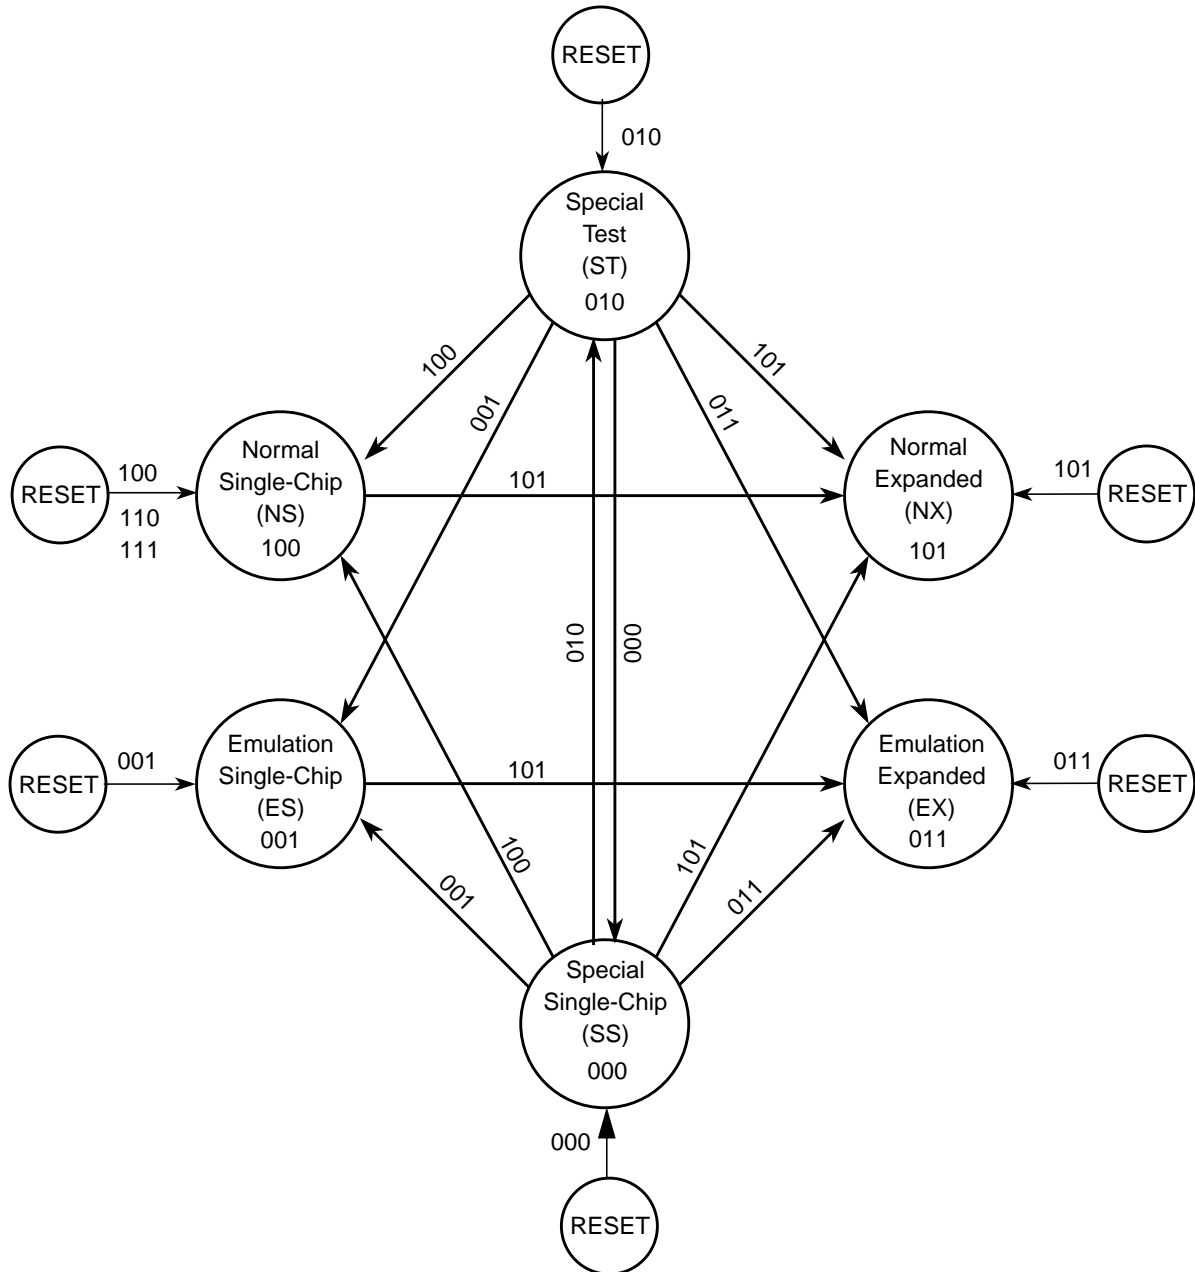 RESET
010
Special
Test
(ST)
010
100
001
101
011
Normal
Single-Chip
(NS)
100
RESET
100
110
111
101
Normal
Expanded
(NX)
101
101
RESET
010
000
Emulation
Single-Chip
(ES)
001
RESET
001
101
Emulation
Expanded
(EX)
011
011
RESET
001
100
101
011
Special
Single-Chip
(SS)
000
000
RESET